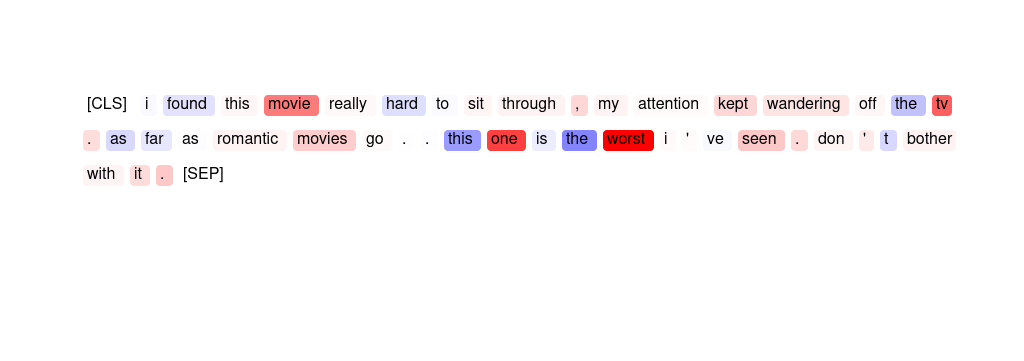 [CLS] i found this movie really hard to sit through , my attention kept wandering off the tv
. as far as romantic movies go . . this one is the worst i ' ve seen . don ' t bother
with it . [SEP]